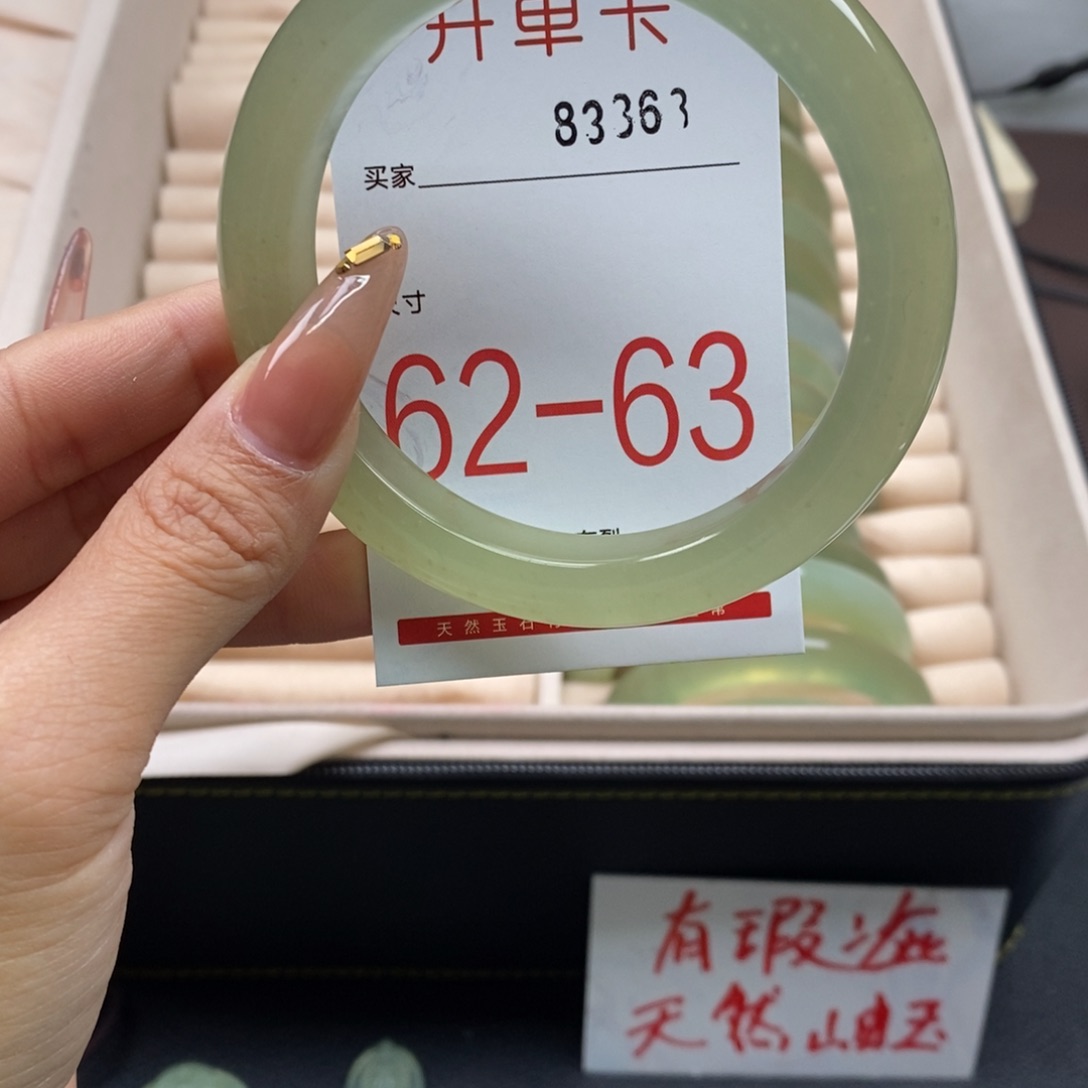 开单卡
83363
买家
寸
62-63
天然玉石
有瑕疵
天然岫玉